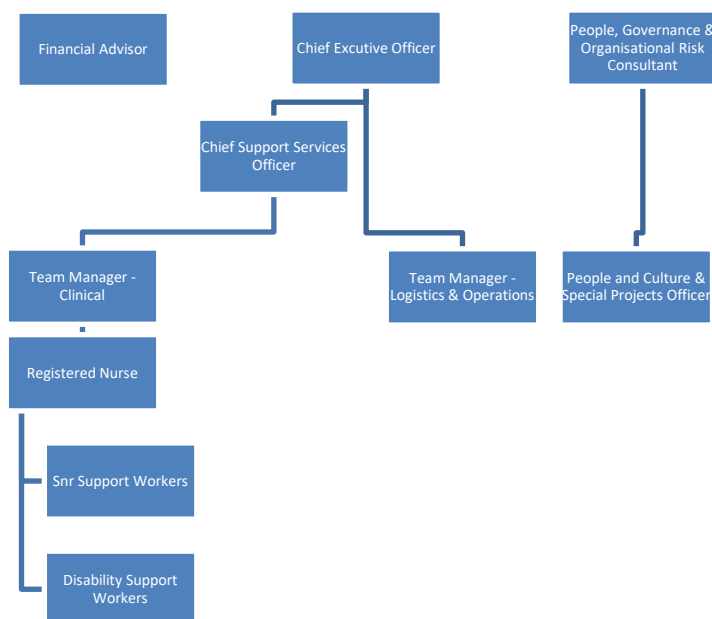 Financial Advisor
Chief Excutive Officer
People, Governance &
Organisational Risk
Consultant
Chief Support Services
Officer
Team Manager -
Clinical
Team Manager -
Logistics & Operations
People and Culture &
Special Projects Officer
Registered Nurse
Snr Support Workers
Disability Support
Workers